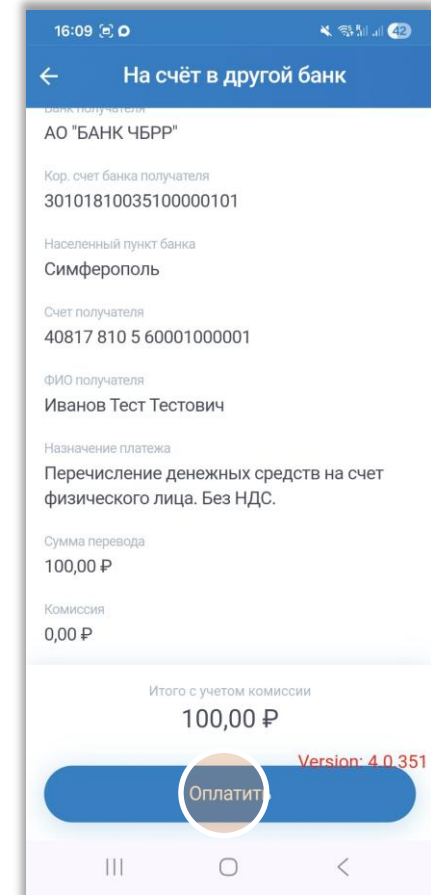 16:09
42
На счёт в другой банк
Банк получателя
АО "БАНК ЧБРР"
Кор. счет банка получателя
30101810035100000101
Населенный пункт банка
Симферополь
Счет получателя
40817 810 5 60001000001
ФИО получателя
Иванов Тест Тестович
Назначение платежа
Перечисление денежных средств на счет
физического лица. Без НДС.
Сумма перевода
100,00 ₽
Комиссия
0,00 ₽
Итого с учетом комиссии
100,00 ₽
Version: 4.0.351
Оплатить